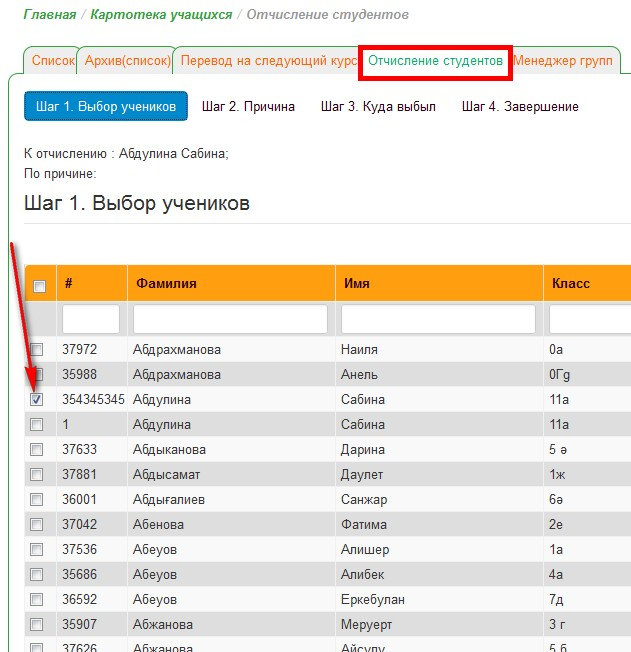 Главная / Картотека учащихся / Отчисление студентов
Список Архив(список) Перевод на следующий курс Отчисление студентов Менеджер групп
Шаг 1. Выбор учеников Шаг 2. Причина Шаг 3. Куда выбыл Шаг 4. Завершение
К отчислению : Абдулина Сабина;
По причине:
Шаг 1. Выбор учеников
# Фамилия Имя Класс
37972 Абдрахманова Наиля 0а
35988 Абдрахманова Анель 0Гg
354345345 Абдулина Сабина 11а
1 Абдулина Сабина 11а
37633 Абдыканова Дарина 5 ә
37881 Абдысамат Даулет 1ж
36001 Абдығалиев Санжар 6ә
37042 Абенова Фатима 2е
37536 Абеуов Алишер 1а
35686 Абеуов Алибек 4а
36592 Абеуов Еркебулан 7д
35907 Абжанова Меруерт 3 г
37626 Абжанова Айсулу 5 б